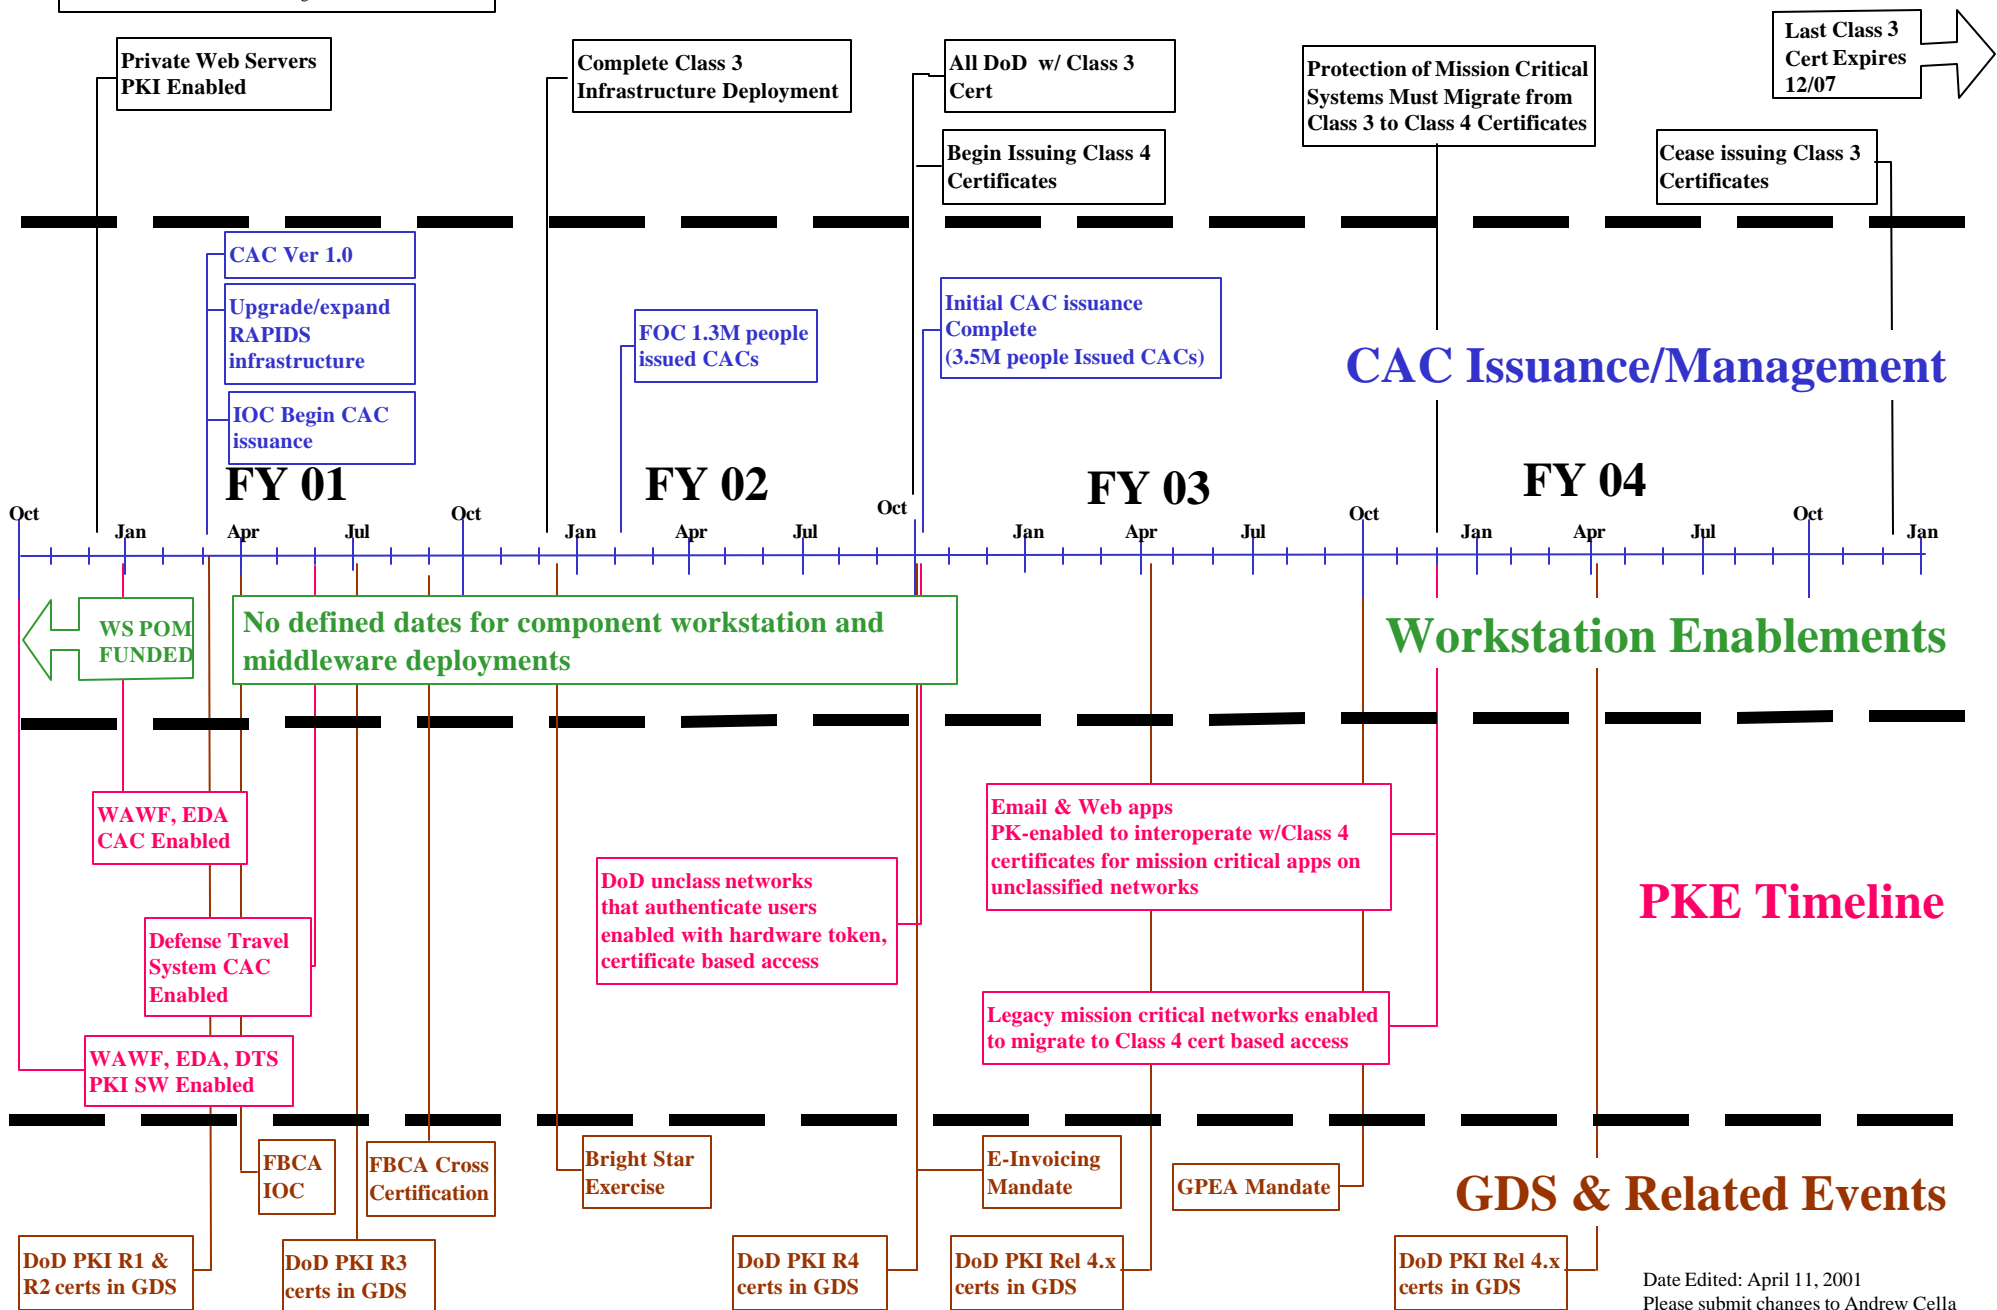 Private Web Servers
PKI Enabled
Complete Class 3
Infrastructure Deployment
All DoD w/ Class 3
Cert
Begin Issuing Class 4
Certificates
Protection of Mission Critical
Systems Must Migrate from
Class 3 to Class 4 Certificates
Last Class 3
Cert Expires
12/07
Cease issuing Class 3
Certificates
CAC Ver 1.0
Upgrade/expand
RAPIDS
infrastructure
IOC Begin CAC
issuance
FOC 1.3M people
issued CACs
Initial CAC issuance
Complete
(3.5M people Issued CACs)
CAC Issuance/Management
FY 01
FY 02
FY 03
FY 04
Oct
Jan
Apr
Jul
Oct
Jan
Apr
Jul
Oct
Jan
Apr
Jul
Oct
Jan
Apr
Jul
Oct
Jan
WS POM
FUNDED
No defined dates for component workstation and
middleware deployments
Workstation Enablements
WAWF, EDA
CAC Enabled
Defense Travel
System CAC
Enabled
WAWF, EDA, DTS
PKI SW Enabled
DoD unclass networks
that authenticate users
enabled with hardware token,
certificate based access
Email & Web apps
PK-enabled to interoperate w/Class 4
certificates for mission critical apps on
unclassified networks
Legacy mission critical networks enabled
to migrate to Class 4 cert based access
PKE Timeline
FBCA
IOC
FBCA Cross
Certification
Bright Star
Exercise
E-Invoicing
Mandate
GPEA Mandate
GDS & Related Events
DoD PKI R1 &
R2 certs in GDS
DoD PKI R3
certs in GDS
DoD PKI R4
certs in GDS
DoD PKI Rel 4.x
certs in GDS
DoD PKI Rel 4.x
certs in GDS
Date Edited: April 11, 2001
Please submit changes to Andrew Cella